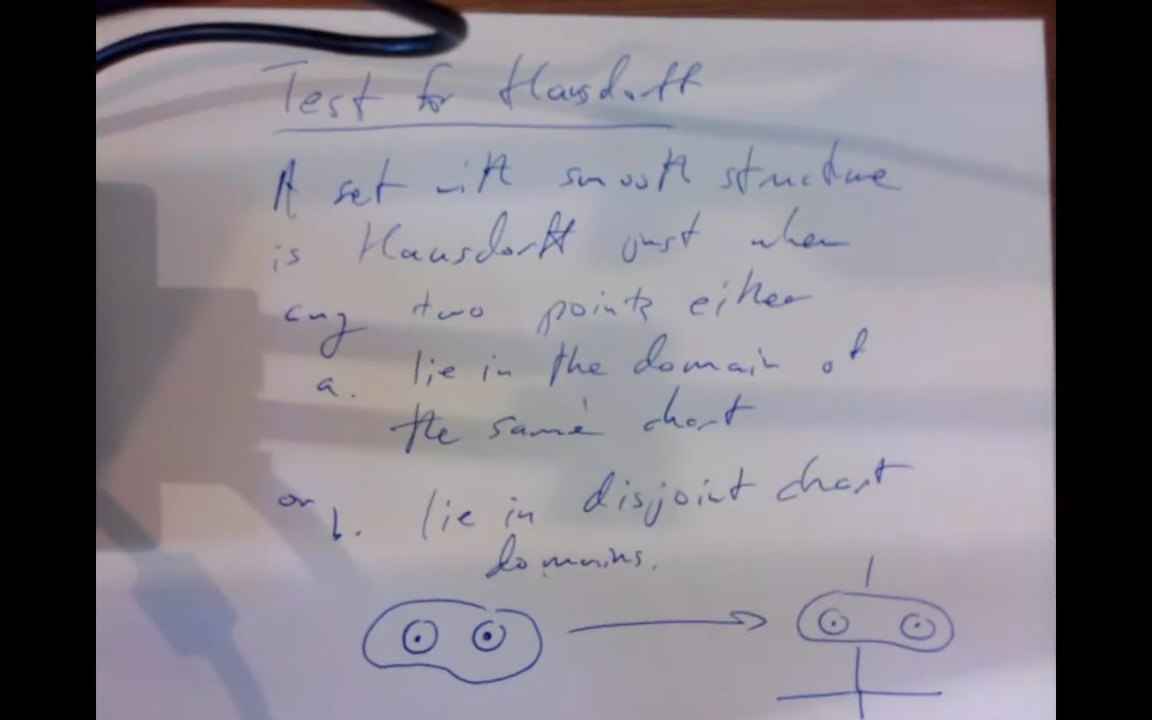 Test for Hausdorff
A set with smooth structure
is Hausdorff just when
any two points either
a. lie in the domain of
the same chart
or b. lie in disjoint chart
domains.